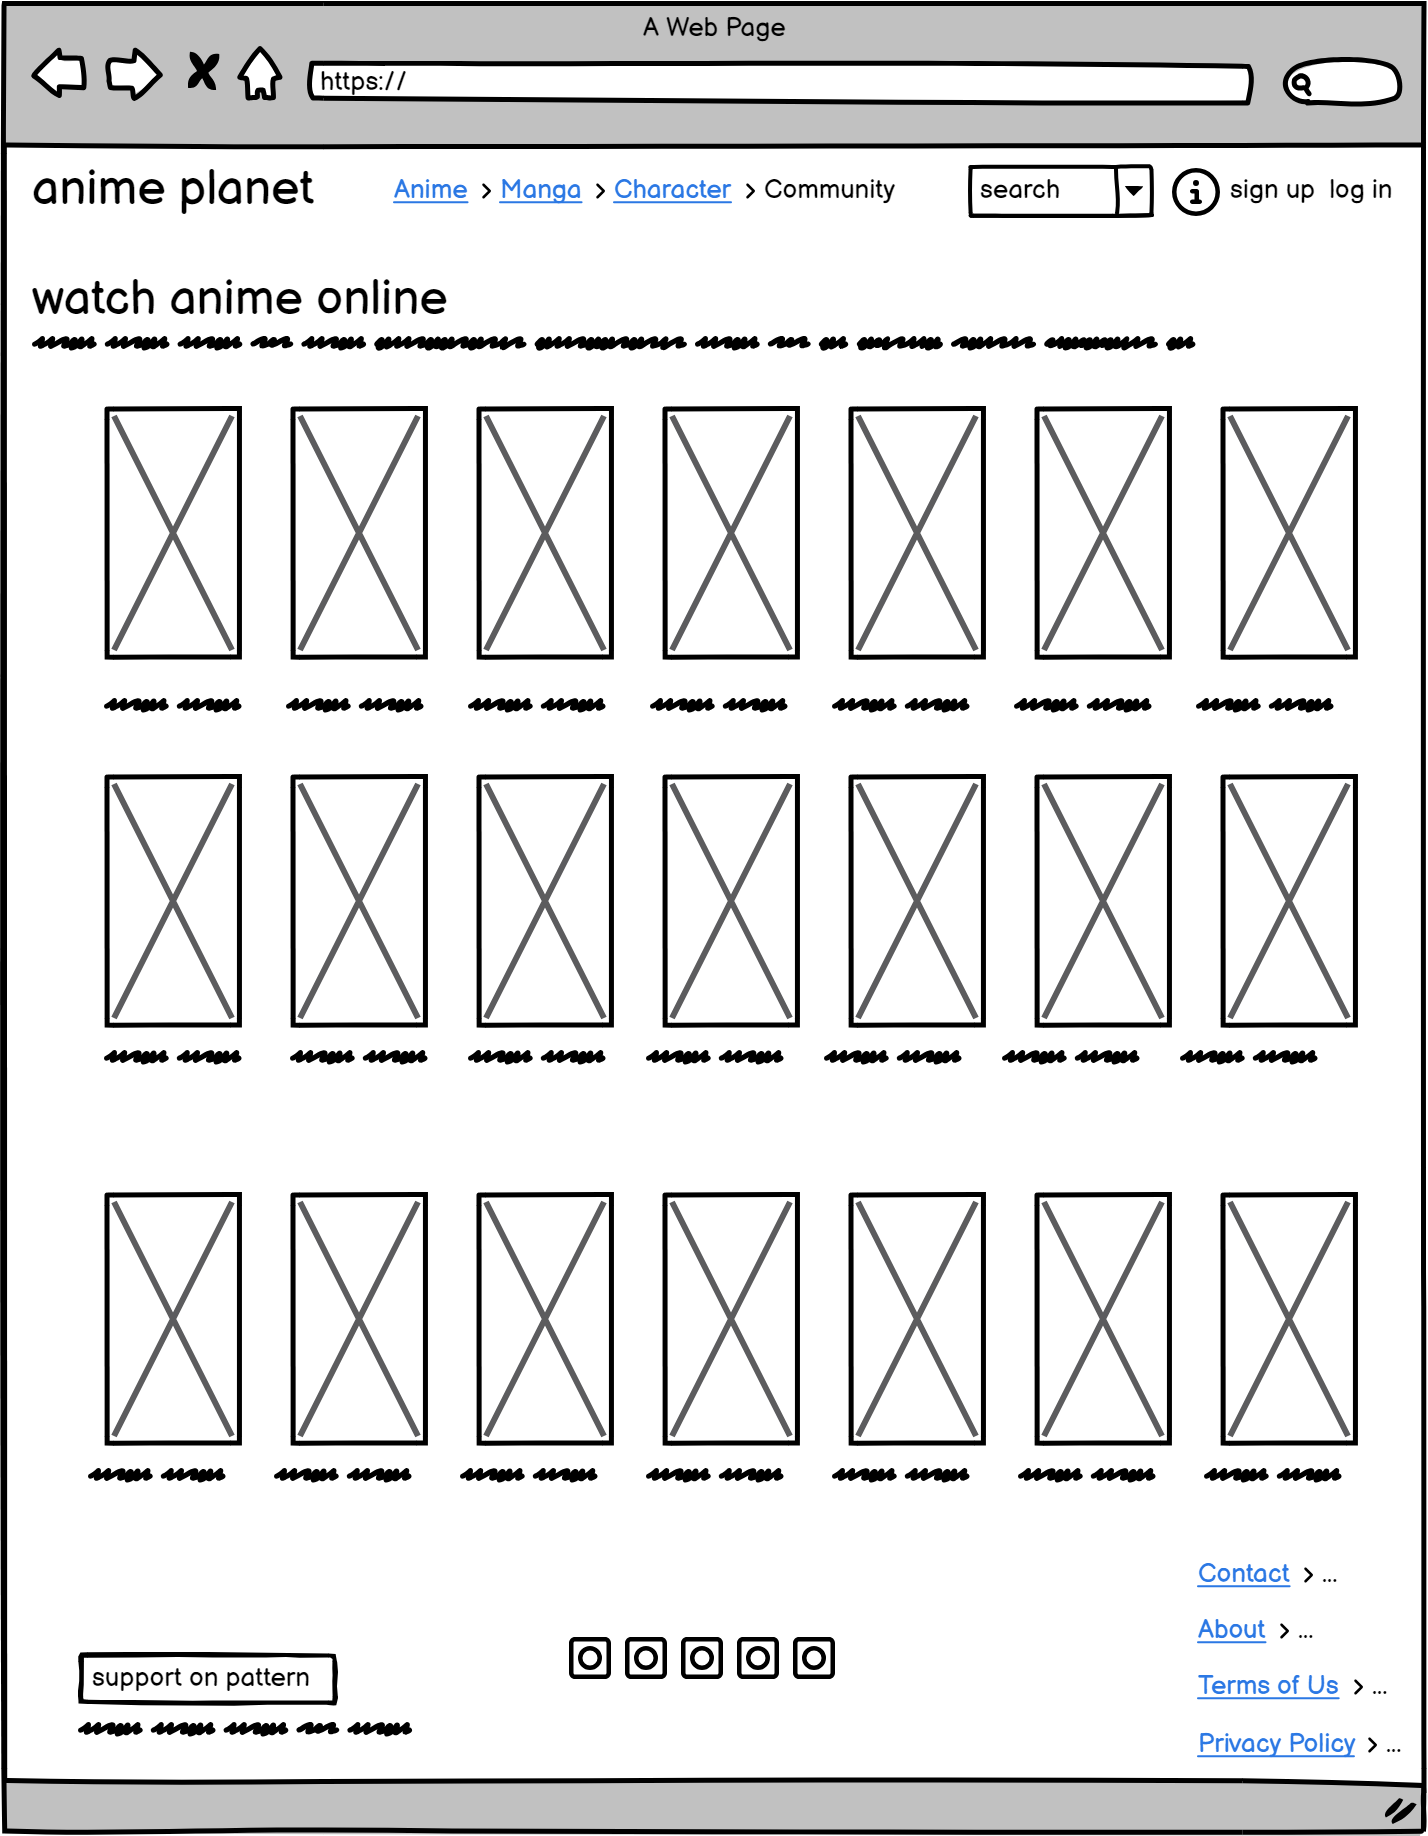 A Web Page
https://
anime planet
Anime > Manga > Character > Community
search
sign up log in
watch anime online
Contact > ...
About > ...
Terms of Us > ...
Privacy Policy > ...
support on pattern